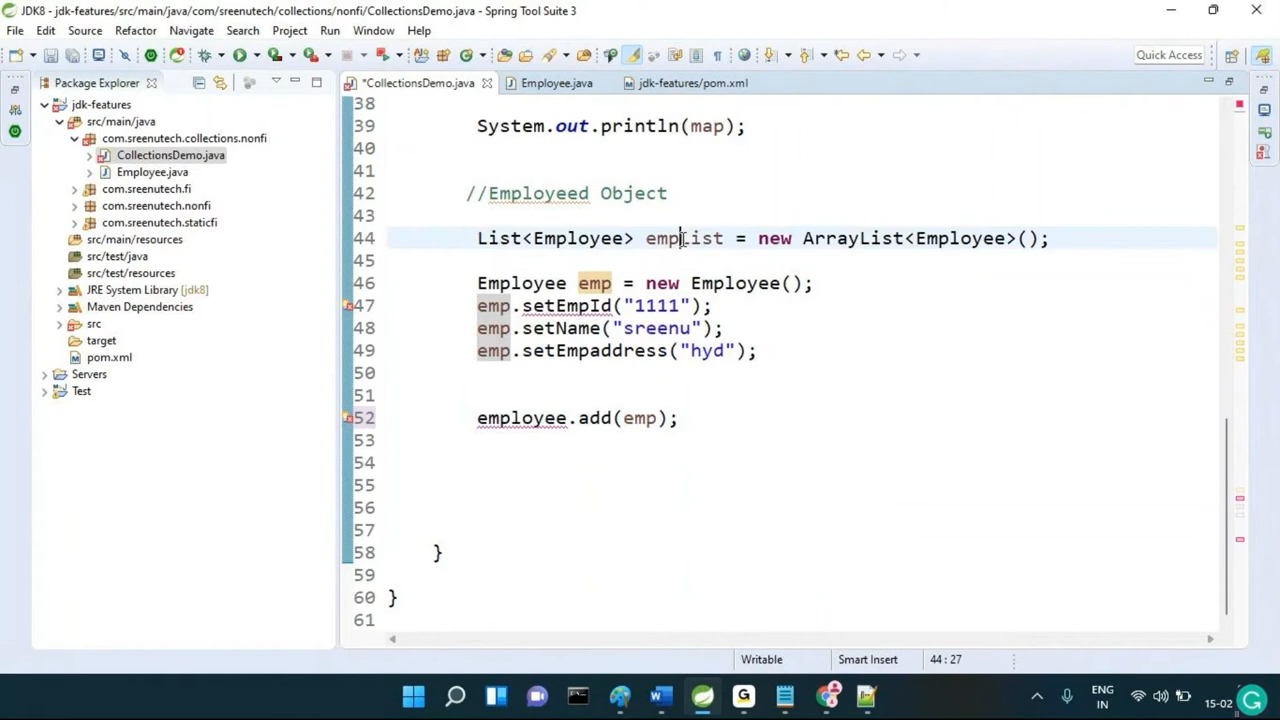 JDK8 - jdk-features/src/main/java/com/sreenutech/collections/nonfi/CollectionsDemo.java - Spring Tool Suite 3
File Edit Source Refactor Navigate Search Project Run Window Help
Quick Access
Package Explorer
*CollectionsDemo.java Employee.java jdk-features/pom.xml
jdk-features
src/main/java
com.sreenutech.collections.nonfi
CollectionsDemo.java
Employee.java
com.sreenutech.fi
com.sreenutech.nonfi
com.sreenutech.staticfi
src/main/resources
src/test/java
src/test/resources
JRE System Library [jdk8]
Maven Dependencies
src
target
pom.xml
Servers
Test
38
39 System.out.println(map);
40
41
42 //Employeed Object
43
44 List<Employee> empList = new ArrayList<Employee>();
45
46 Employee emp = new Employee();
47 emp.setEmpId("1111");
48 emp.setName("sreenu");
49 emp.setEmpaddress("hyd");
50
51
52 employee.add(emp);
53
54
55
56
57
58 }
59
60 }
61
Writable Smart Insert 44 : 27
ENG
IN
15-02